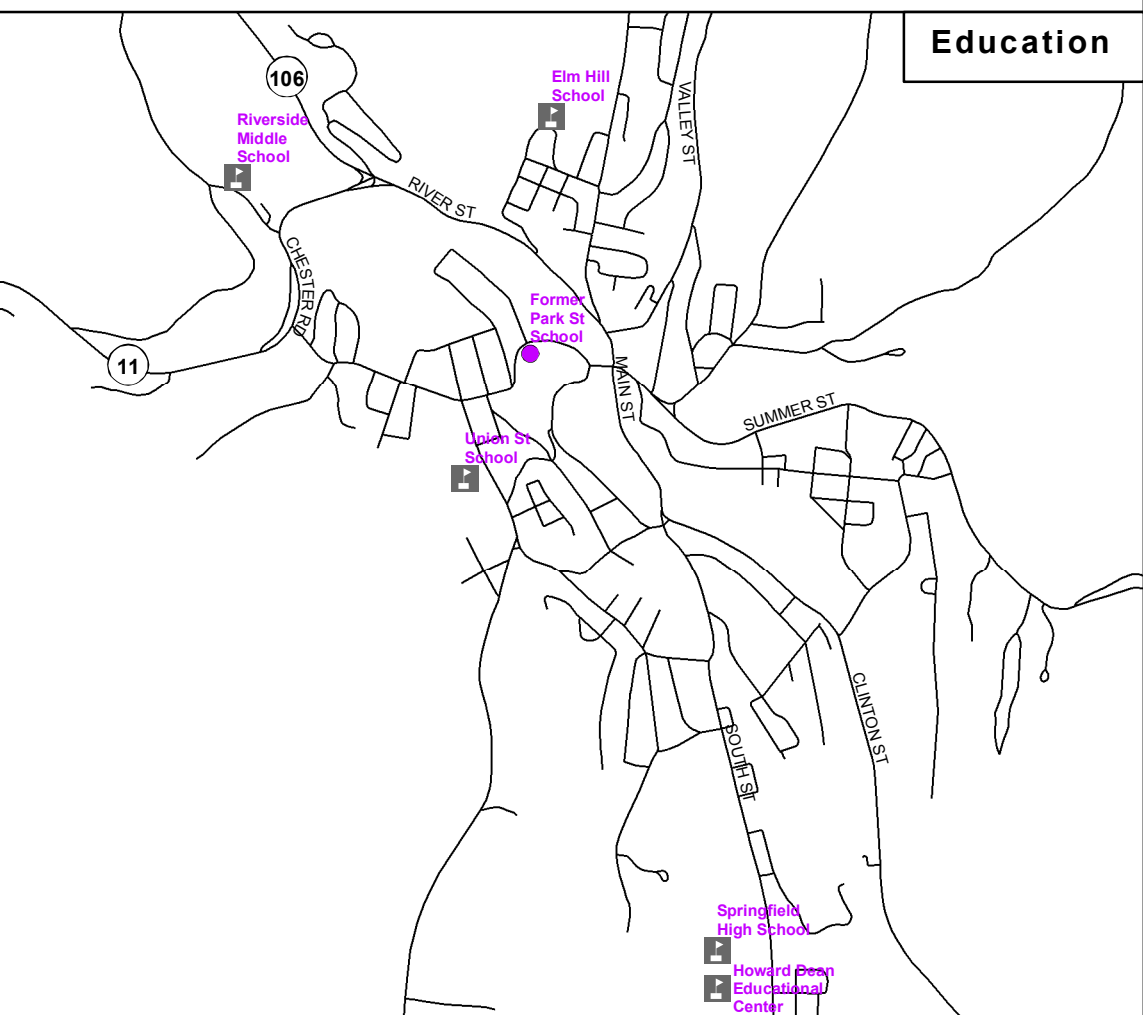 Education
106
Elm Hill
School
Riverside
Middle
School
VALLEY ST
RIVER ST
CHESTER RD
Former
Park St
School
11
MAIN ST
SUMMER ST
Union St
School
CLINTON ST
SOUTH ST
Springfield
High School
Howard Dean
Educational
Center